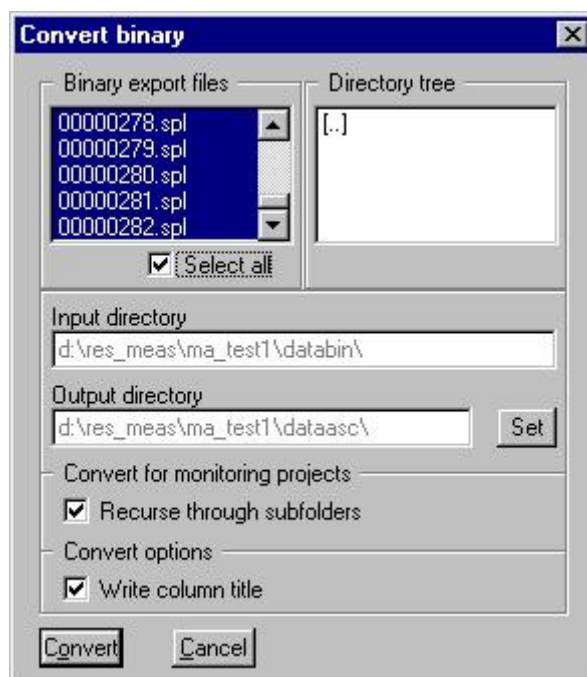 Convert binary
Binary export files
Directory tree
00000278.spl
00000279.spl
00000280.spl
00000281.spl
00000282.spl
[..]
Select all
Input directory
d:\res_meas\ma_test1\databin\
Output directory
d:\res_meas\ma_test1\dataasc\
Set
Convert for monitoring projects
Recurse through subfolders
Convert options
Write column title
Convert
Cancel